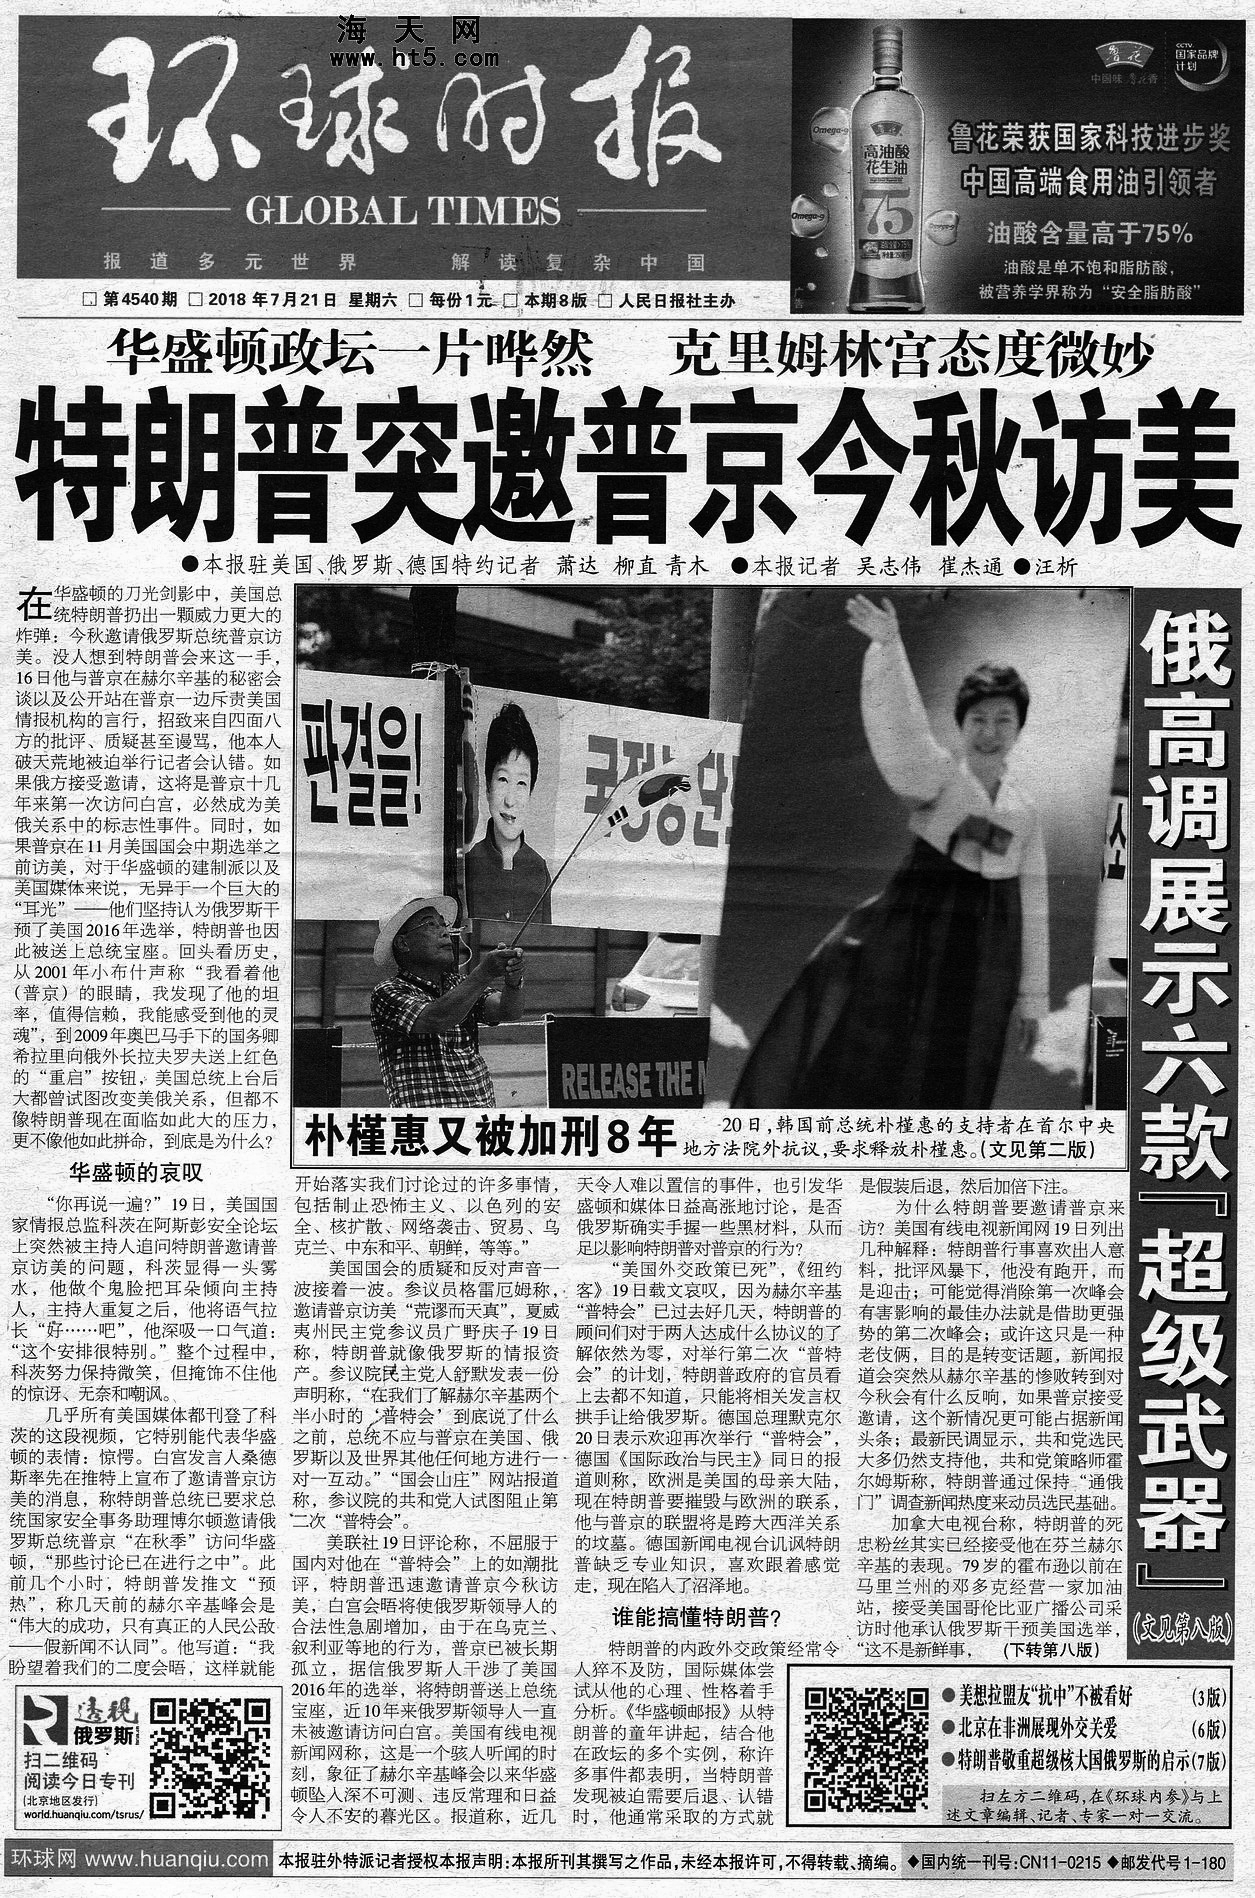 海天网
www.ht5.com
环球时报
GLOBAL TIMES
报道多元世界 解读复杂中国
鲁花
中国味 鲁花香
CCTV
国家品牌
计划
Omega-9
Omega-9
Omega-9
鲁花
高油酸
花生油
75
鲁花荣获国家科技进步奖
中国高端食用油引领者
油酸含量高于75%
油酸是单不饱和脂肪酸，
被营养学界称为“安全脂肪酸”
□ 第4540期 □ 2018年7月21日 星期六 □ 每份1元 □ 本期8版 □ 人民日报社主办
华盛顿政坛一片哗然 克里姆林宫态度微妙
特朗普突邀普京今秋访美
●本报驻美国、俄罗斯、德国特约记者 萧达 柳直 青木 ●本报记者 吴志伟 崔杰通 ●汪析
在华盛顿的刀光剑影中，美国总
统特朗普扔出一颗威力更大的
炸弹：今秋邀请俄罗斯总统普京访
美。没人想到特朗普会来这一手，
16日他与普京在赫尔辛基的秘密会
谈以及公开站在普京一边斥责美国
情报机构的言行，招致来自四面八
方的批评、质疑甚至谩骂，他本人
破天荒地被迫举行记者会认错。如
果俄方接受邀请，这将是普京十几
年来第一次访问白宫，必然成为美
俄关系中的标志性事件。同时，如
果普京在11月美国国会中期选举之
前访美，对于华盛顿的建制派以及
美国媒体来说，无异于一个巨大的
“耳光”——他们坚持认为俄罗斯干
预了美国2016年选举，特朗普也因
此被送上总统宝座。回头看历史，
从2001年小布什声称“我看着他
（普京）的眼睛，我发现了他的坦
率，值得信赖，我能感受到他的灵
魂”，到2009年奥巴马手下的国务卿
希拉里向俄外长拉夫罗夫送上红色
的“重启”按钮，美国总统上台后
大都曾试图改变美俄关系，但都不
像特朗普现在面临如此大的压力，
更不像他如此拼命，到底是为什么？
华盛顿的哀叹
“你再说一遍？”19日，美国国
家情报总监科茨在阿斯彭安全论坛
上突然被主持人追问特朗普邀请普
京访美的问题，科茨显得一头雾
水，他做个鬼脸把耳朵倾向主持
人，主持人重复之后，他将语气拉
长“好……吧”，他深吸一口气道：
“这个安排很特别。”整个过程中，
科茨努力保持微笑，但掩饰不住他
的惊讶、无奈和嘲讽。
几乎所有美国媒体都刊登了科
茨的这段视频，它特别能代表华盛
顿的表情：惊愕。白宫发言人桑德
斯率先在推特上宣布了邀请普京访
美的消息，称特朗普总统已要求总
统国家安全事务助理博尔顿邀请俄
罗斯总统普京“在秋季”访问华盛
顿，“那些讨论已在进行之中”。此
前几个小时，特朗普发推文“预
热”，称几天前的赫尔辛基峰会是
“伟大的成功，只有真正的人民公敌
——假新闻不认同”。他写道：“我
盼望着我们的二度会晤，这样就能
판결을!
국정농단
RELEASE THE
朴槿惠又被加刑8年
20日，韩国前总统朴槿惠的支持者在首尔中央
地方法院外抗议，要求释放朴槿惠。（文见第二版）
开始落实我们讨论过的许多事情，
包括制止恐怖主义、以色列的安
全、核扩散、网络袭击、贸易、乌
克兰、中东和平、朝鲜，等等。”
美国国会的质疑和反对声音一
波接着一波。参议员格雷厄姆称，
邀请普京访美“荒谬而天真”，夏威
夷州民主党参议员广野庆子19日
称，特朗普就像俄罗斯的情报资
产。参议院民主党人舒默发表一份
声明称，“在我们了解赫尔辛基两个
半小时的‘普特会’到底说了什么
之前，总统不应与普京在美国、俄
罗斯以及世界其他任何地方进行一
对一互动。”“国会山庄”网站报道
称，参议院的共和党人试图阻止第
二次“普特会”。
美联社19日评论称，不屈服于
国内对他在“普特会”上的如潮批
评，特朗普迅速邀请普京今秋访
美，白宫会晤将使俄罗斯领导人的
合法性急剧增加，由于在乌克兰、
叙利亚等地的行为，普京已被长期
孤立，据信俄罗斯人干涉了美国
2016年的选举，将特朗普送上总统
宝座，近10年来俄罗斯领导人一直
未被邀请访问白宫。美国有线电视
新闻网称，这是一个骇人听闻的时
刻，象征了赫尔辛基峰会以来华盛
顿坠入深不可测、违反常理和日益
令人不安的暮光区。报道称，近几
天令人难以置信的事件，也引发华
盛顿和媒体日益高涨地讨论，是否
俄罗斯确实手握一些黑材料，从而
足以影响特朗普对普京的行为？
“美国外交政策已死”，《纽约
客》19日载文哀叹，因为赫尔辛基
“普特会”已过去好几天，特朗普的
顾问们对于两人达成什么协议的了
解依然为零，对举行第二次“普特
会”的计划，特朗普政府的官员看
上去都不知道，只能将相关发言权
拱手让给俄罗斯。德国总理默克尔
20日表示欢迎再次举行“普特会”，
德国《国际政治与民主》同日的报
道则称，欧洲是美国的母亲大陆，
现在特朗普要摧毁与欧洲的联系，
他与普京的联盟将是跨大西洋关系
的坟墓。德国新闻电视台讥讽特朗
普缺乏专业知识，喜欢跟着感觉
走，现在陷入了沼泽地。
谁能搞懂特朗普？
特朗普的内政外交政策经常令
人猝不及防，国际媒体尝
试从他的心理、性格着手
分析。《华盛顿邮报》从特
朗普的童年讲起，结合他
在政坛的多个实例，称许
多事件都表明，当特朗普
发现被迫需要后退、认错
时，他通常采取的方式就
是假装后退，然后加倍下注。
为什么特朗普要邀请普京来
访？美国有线电视新闻网19日列出
几种解释：特朗普行事喜欢出人意
料，批评风暴下，他没有跑开，而
是迎击；可能觉得消除第一次峰会
有害影响的最佳办法就是借助更强
势的第二次峰会；或许这只是一种
老伎俩，目的是转变话题，新闻报
道会突然从赫尔辛基的惨败转到对
今秋会有什么反响，如果普京接受
邀请，这个新情况更可能占据新闻
头条；最新民调显示，共和党选民
大多仍然支持他，共和党策略师霍
尔姆斯称，特朗普通过保持“通俄
门”调查新闻热度来动员选民基础。
加拿大电视台称，特朗普的死
忠粉丝其实已经接受他在芬兰赫尔
辛基的表现。79岁的霍布逊以前在
马里兰州的邓多克经营一家加油
站，接受美国哥伦比亚广播公司采
访时他承认俄罗斯干预美国选举，
“这不是新鲜事， （下转第八版）
俄高调展示六款『超级武器』
（文见第八版）
透视
俄罗斯
扫二维码
阅读今日专刊
（北京地区发行）
world.huanqiu.com/tsrus/
●美想拉盟友“抗中”不被看好 （3版）
●北京在非洲展现外交关爱 （6版）
●特朗普敬重超级核大国俄罗斯的启示（7版）
扫左方二维码，在《环球内参》与上
述文章编辑、记者、专家一对一交流。
环球网 www.huanqiu.com 本报驻外特派记者授权本报声明：本报所刊其撰写之作品，未经本报许可，不得转载、摘编。 ◆国内统一刊号：CN11-0215 ◆邮发代号1-180